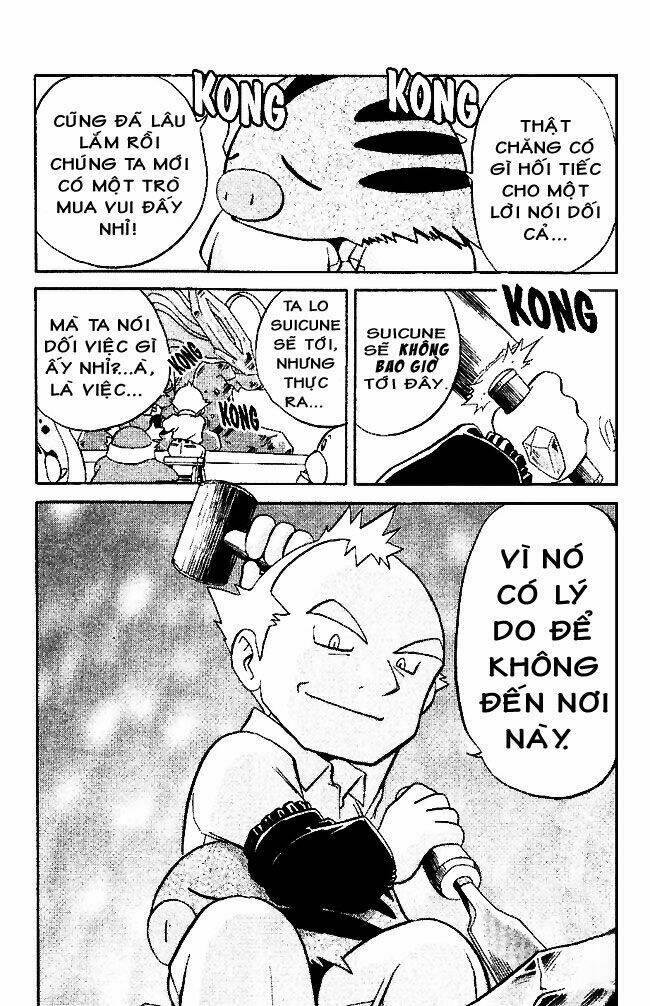 KONG
KONG
CŨNG ĐÃ LÂU
LẮM RỒI
CHÚNG TA MỚI
CÓ MỘT TRÒ
MUA VUI ĐẤY
NHỈ!
THẬT
CHĂNG CÓ
GÌ HỐI TIẾC
CHO MỘT
LỜI NÓI DỐI
CẢ...
MÀ TA NÓI
DỐI VIỆC GÌ
ẤY NHỈ?...À,
LÀ VIỆC...
KONG
KONG
TA LO
SUICUNE
SẼ TỚI,
NHƯNG
THỰC
RA...
SUICUNE
SẼ KHÔNG
BAO GIỜ
TỚI ĐÂY.
KONG
VÌ NÓ
CÓ LÝ
DO ĐỂ
KHÔNG
ĐẾN NƠI
NÀY.